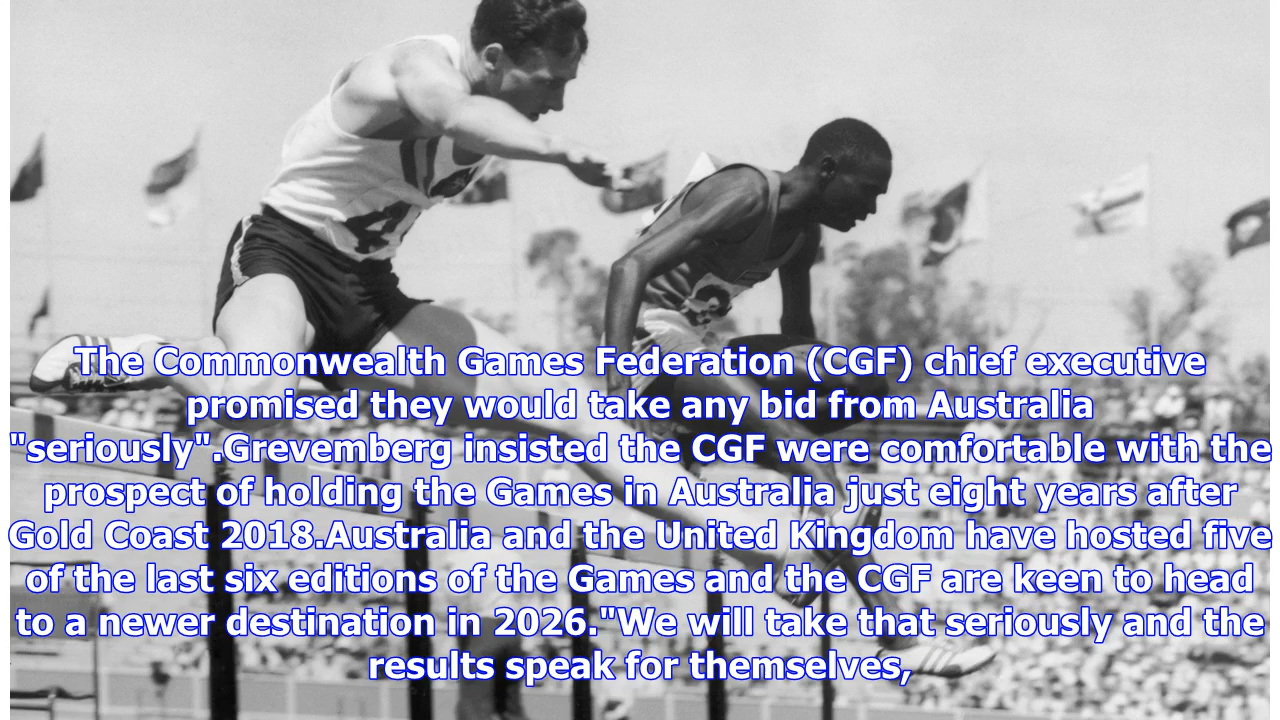 The Commonwealth Games Federation (CGF) chief executive
promised they would take any bid from Australia
"seriously".Grevemberg insisted the CGF were comfortable with the
prospect of holding the Games in Australia just eight years after
Gold Coast 2018.Australia and the United Kingdom have hosted five
of the last six editions of the Games and the CGF are keen to head
to a newer destination in 2026."We will take that seriously and the
results speak for themselves,